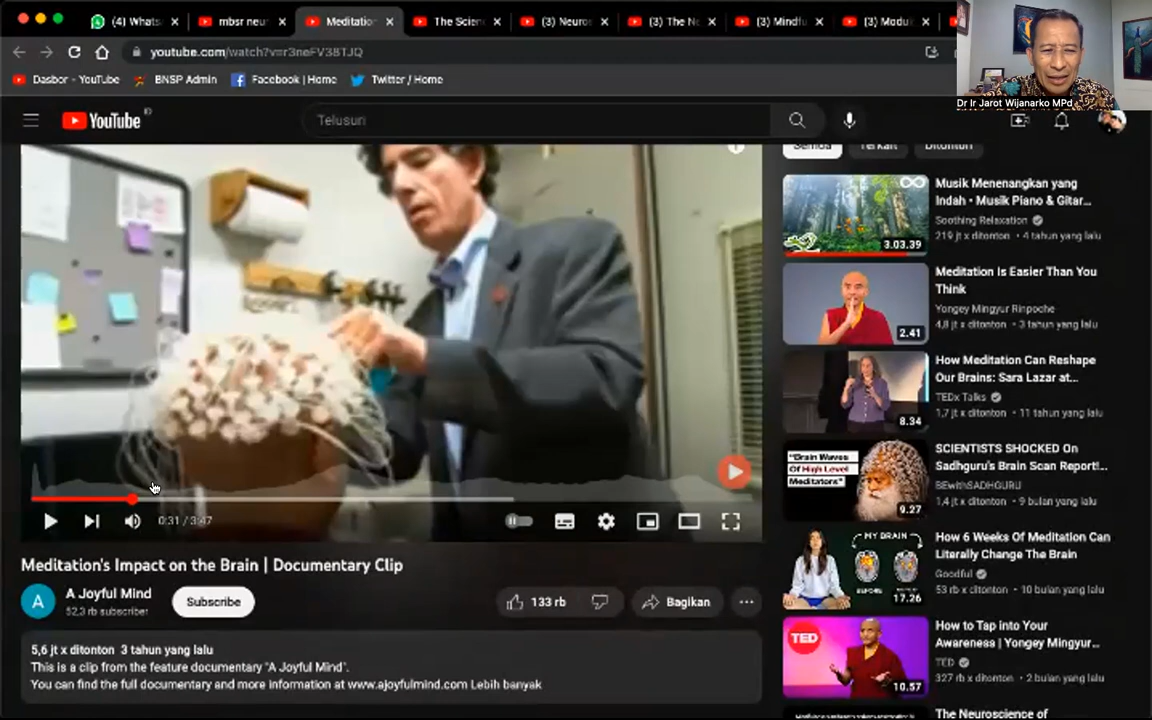 (4) Whats
mbsr neu
Meditatio
The Scien
(3) Neuros
(3) The Ne
(3) Mindfu
(3) Modul
youtube.com/watch?v=r3neFV38TJQ
Dasbor - YouTube
BNSP Admin
Facebook | Home
Twitter / Home
Dr Ir Jarot Wijanarko MPd
YouTube ID
Telusuri
Semua
Terkait
Ditonton
0:31 / 3:47
Meditation's Impact on the Brain | Documentary Clip
A
A Joyful Mind
52,3 rb subscriber
Subscribe
133 rb
Bagikan
5,6 jt x ditonton 3 tahun yang lalu
This is a clip from the feature documentary "A Joyful Mind".
You can find the full documentary and more information at www.ajoyfulmind.com Lebih banyak
3.03.39
Musik Menenangkan yang
Indah • Musik Piano & Gitar...
Soothing Relaxation
219 jt x ditonton • 4 tahun yang lalu
2.41
Meditation Is Easier Than You
Think
Yongey Mingyur Rinpoche
4,8 jt x ditonton • 3 tahun yang lalu
8.34
How Meditation Can Reshape
Our Brains: Sara Lazar at...
TEDx Talks
1,7 jt x ditonton • 11 tahun yang lalu
"Brain Waves
Of High Level
Meditators"
9.27
SCIENTISTS SHOCKED On
Sadhguru's Brain Scan Report!...
BEwithSADHGURU
1,4 jt x ditonton • 9 bulan yang lalu
MY BRAIN
BEFORE
AFTER
17.26
How 6 Weeks Of Meditation Can
Literally Change The Brain
Goodful
53 rb x ditonton • 10 bulan yang lalu
TED
10.57
How to Tap into Your
Awareness | Yongey Mingyur...
TED
327 rb x ditonton • 2 bulan yang lalu
The Neuroscience of